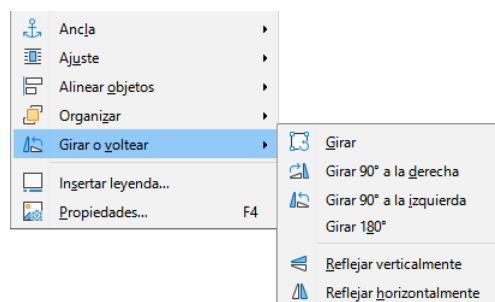 Ancla
Ajuste
Alinear objetos
Organizar
Girar o voltear
Insertar leyenda...
Propiedades... F4
Girar
Girar 90° a la derecha
Girar 90° a la izquierda
Girar 180°
Reflejar verticalmente
Reflejar horizontalmente